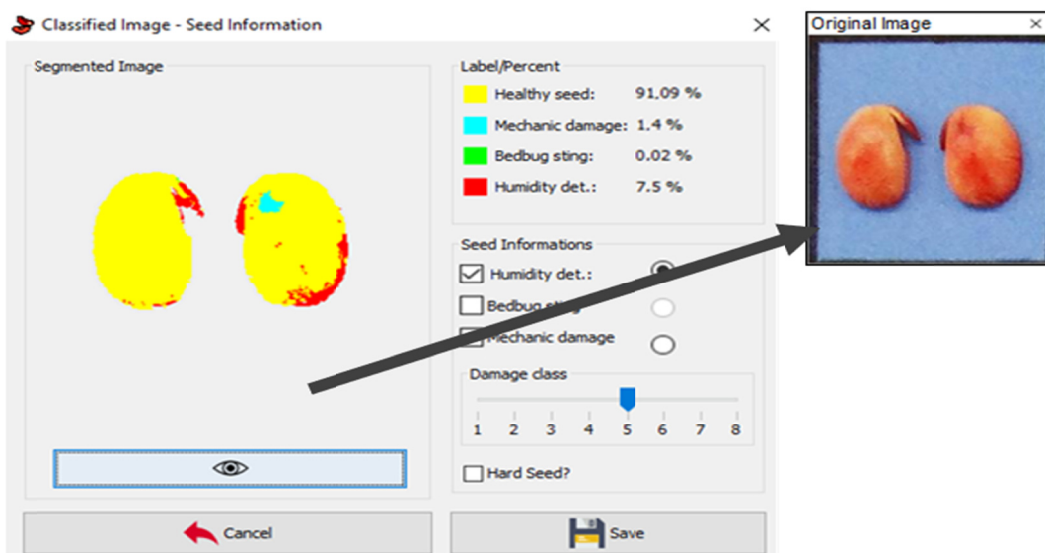 Classified Image - Seed Information
Original Image
Segmented Image
Label/Percent
Healthy seed: 91.09 %
Mechanic damage: 1.4 %
Bedbug sting: 0.02 %
Humidity det.: 7.5 %
Seed Informations
Humidity det.:
Bedbug sting
Mechanic damage
Damage class
1 2 3 4 5 6 7 8
Hard Seed?
Cancel
Save